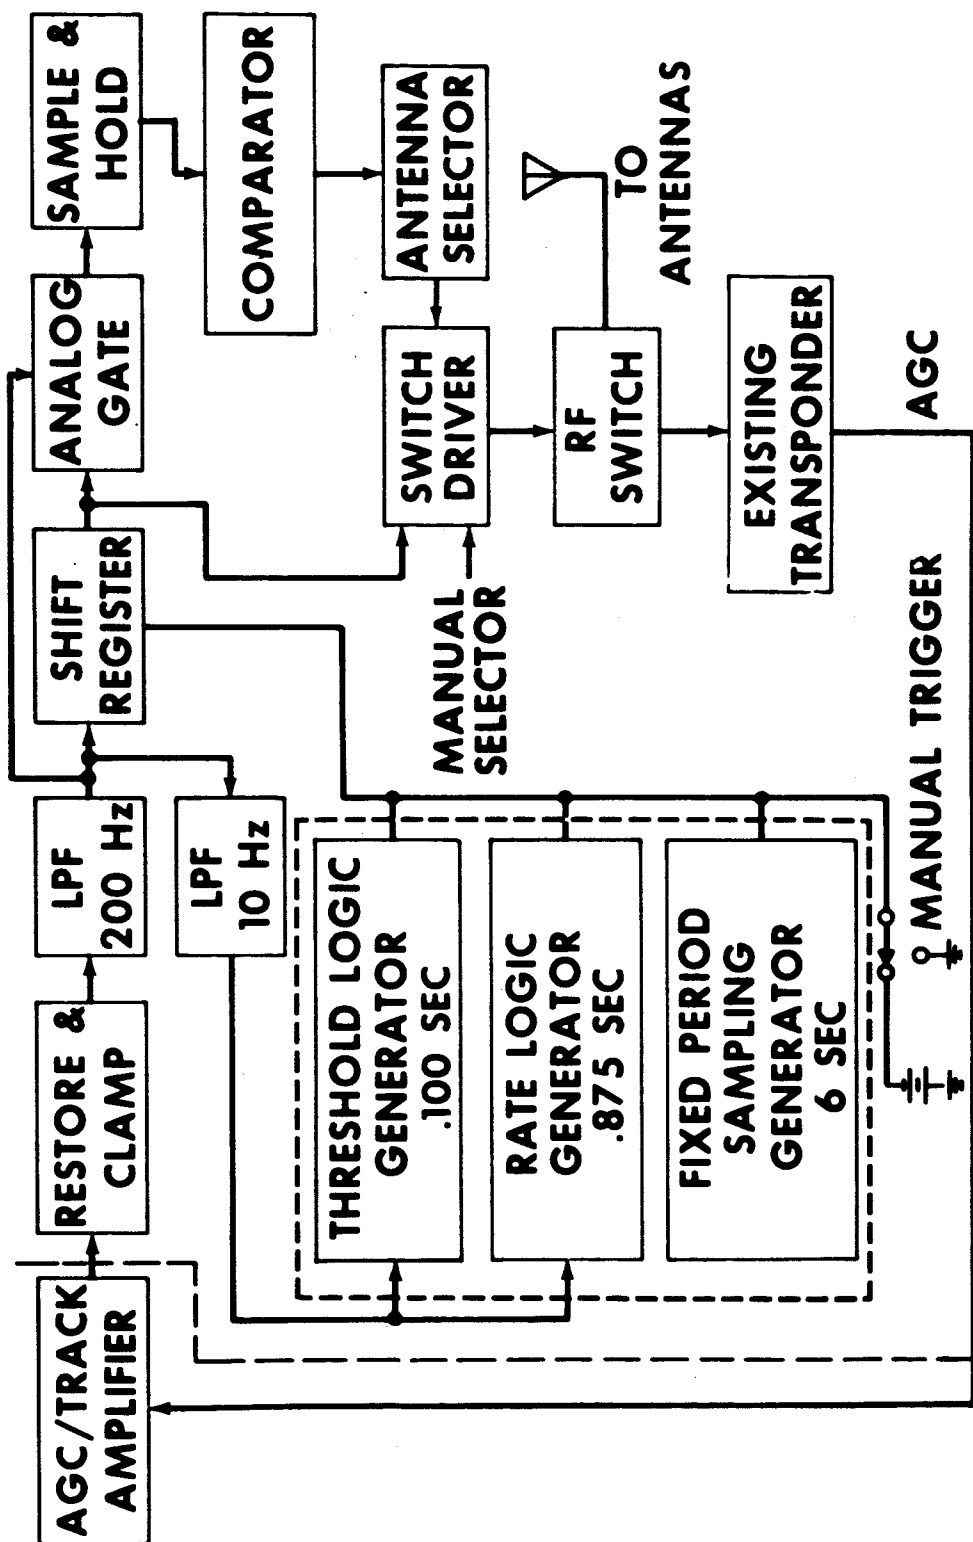 AGC/TRACK
AMPLIFIER
RESTORE &
CLAMP
LPF
200 Hz
SHIFT
REGISTER
ANALOG
GATE
SAMPLE &
HOLD
LPF
10 Hz
COMPARATOR
THRESHOLD LOGIC
GENERATOR
.100 SEC
MANUAL
SELECTOR
SWITCH
DRIVER
ANTENNA
SELECTOR
RATE LOGIC
GENERATOR
.875 SEC
RF
SWITCH
TO
ANTENNAS
FIXED PERIOD
SAMPLING
GENERATOR
6 SEC
EXISTING
TRANSPONDER
MANUAL TRIGGER
AGC